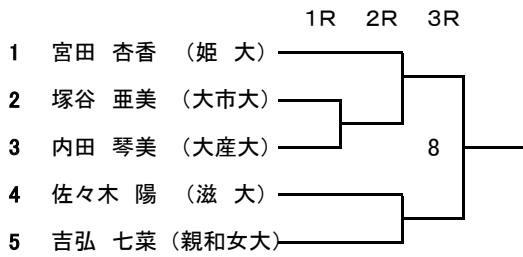 1R 2R 3R
1 宮田 杏香 (姫 大)
2 塚谷 亜美 (大市大)
3 内田 琴美 (大産大)
8
4 佐々木 陽 (滋 大)
5 吉弘 七菜 (親和女大)